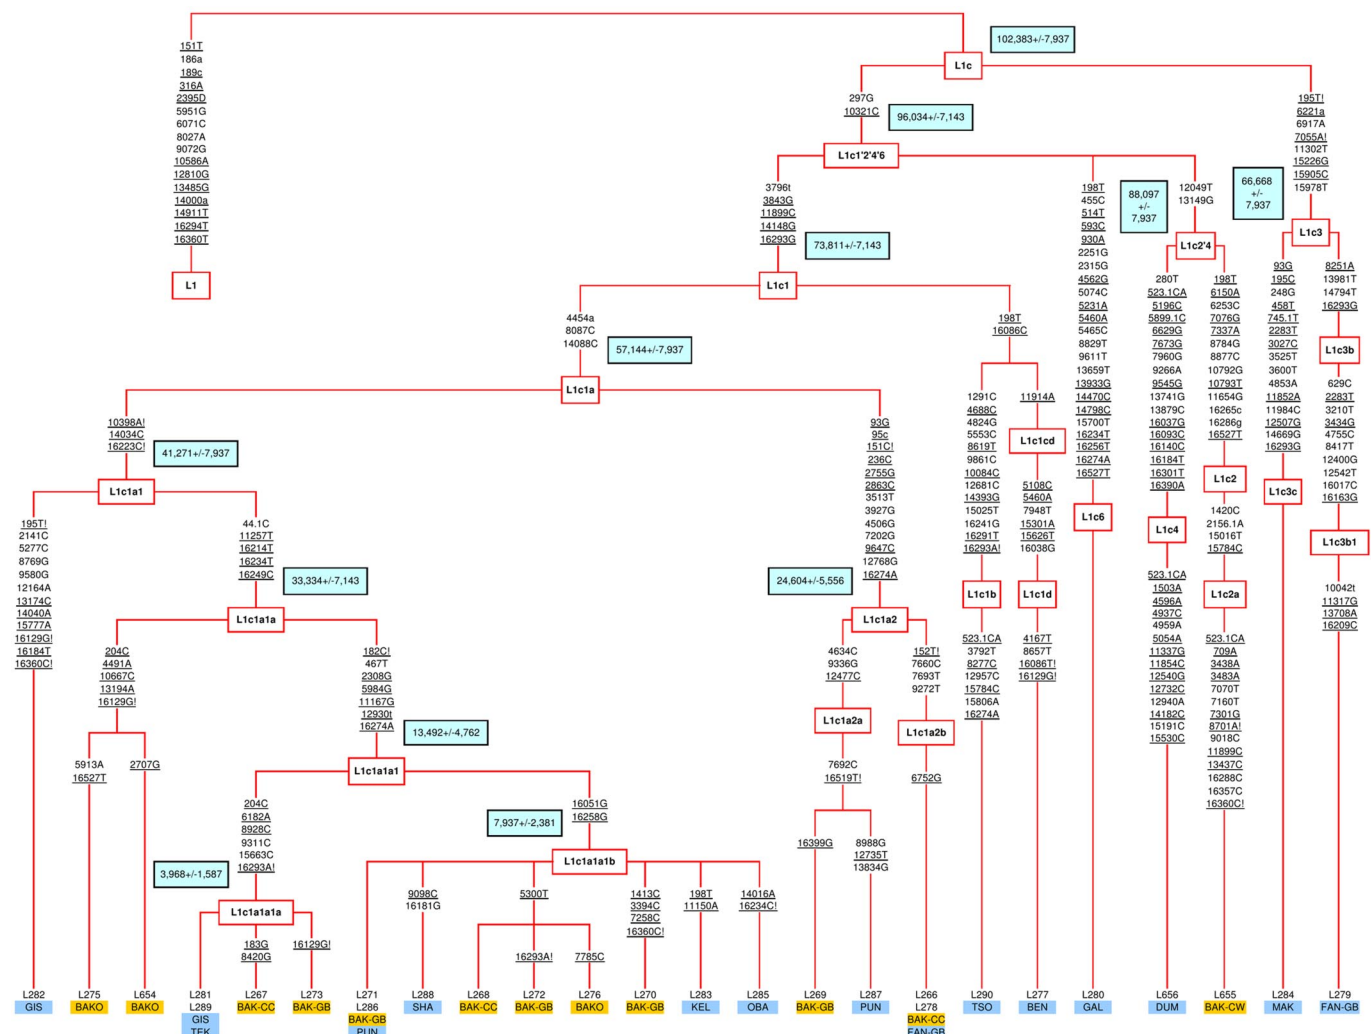 102,383+/-7,937
L1c
151T
186a
189c
316A
2395D
5951G
6071C
8027A
9072G
10586A
12810G
13485G
14000a
14911T
16294T
16360T
L1
297G
10321C
96,034+/-7,143
L1c1'2'4'6
195T!
6221a
6917A
7055A!
11302T
15226G
15905C
15978T
66,668
+/-
7,937
L1c3
3796t
3843G
11899C
14148G
16293G
73,811+/-7,143
L1c1
198T
455C
514T
593C
930A
2251G
2315G
4562G
5074C
5231A
5460A
5465C
8829T
9611T
13659T
13933G
14470C
14798C
15700T
16234T
16256T
16274A
16527T
L1c6
88,097
+/-
7,937
12049T
13149G
L1c2'4
280T
523.1CA
5196C
5899.1C
6629G
7673G
7960G
9266A
9545G
13741G
13879C
16037G
16093C
16140C
16184T
16301T
16390A
L1c4
523.1CA
1503A
4596A
4937C
4959A
5054A
11337G
11854C
12540G
12732C
12940A
14182C
15191C
15530C
198T
6150A
6253C
7076G
7337A
8784G
8877C
10792G
10793T
11654G
16265c
16286g
16527T
L1c2
1420C
2156.1A
15016T
15784C
L1c2a
523.1CA
709A
3438A
3483A
7070T
7160T
7301G
8701A!
9018C
11899C
13437C
16288C
16357C
16360C!
93G
195C
248G
458T
745.1T
2283T
3027C
3525T
3600T
4853A
11852A
11984C
12507G
14669G
16293G
L1c3c
8251A
13981T
14794T
16293G
L1c3b
629C
2283T
3210T
3434G
4755C
8417T
12400G
12542T
16017C
16163G
L1c3b1
10042t
11317G
13708A
16209C
4454a
8087C
14088C
57,144+/-7,937
L1c1a
198T
16086C
1291C
4688C
4824G
5553C
8619T
9861C
10084C
12681C
14393G
15025T
16241G
16291T
16293A!
L1c1b
523.1CA
3792T
8277C
12957C
15784C
15806A
16274A
11914A
L1c1cd
5108C
5460A
7948T
15301A
15626T
16038G
L1c1d
4167T
8657T
16086T!
16129G!
10398A!
14034C
16223C!
41,271+/-7,937
L1c1a1
93G
95c
151C!
236C
2755G
2863C
3513T
3927G
4506G
7202G
9647C
12768G
16274A
24,604+/-5,556
L1c1a2
195T!
2141C
5277C
8769G
9580G
12164A
13174C
14040A
15777A
16129G!
16184T
16360C!
44.1C
11257T
16214T
16234T
16249C
33,334+/-7,143
L1c1a1a
204C
4491A
10667C
13194A
16129G!
5913A
16527T
2707G
182C!
467T
2308G
5984G
11167G
12930t
16274A
13,492+/-4,762
L1c1a1a1
4634C
9336G
12477C
L1c1a2a
7692C
16519T!
16399G
8988G
12735T
13834G
152T!
7660C
7693T
9272T
L1c1a2b
6752G
204C
6182A
8928C
9311C
15663C
16293A!
3,968+/-1,587
L1c1a1a1a
183G
8420G
16129G!
16051G
16258G
7,937+/-2,381
L1c1a1a1b
9098C
16181G
5300T
16293A!
7785C
1413C
3394C
7258C
16360C!
198T
11150A
14016A
16234C!
L282 L275 L654 L281 L267 L273 L271 L288 L268 L272 L276 L270 L283 L285 L269 L287 L266 L290 L277 L280 L656 L655 L284 L279
GIS BAKO BAKO L289 BAK-CC BAK-GB L286 SHA BAK-CC BAK-GB BAKO BAK-GB KEL OBA BAK-GB PUN L278 TSO BEN GAL DUM BAK-CW MAK FAN-GB
GIS BAK-GB BAK-CC
TEK PUN FAN-GB